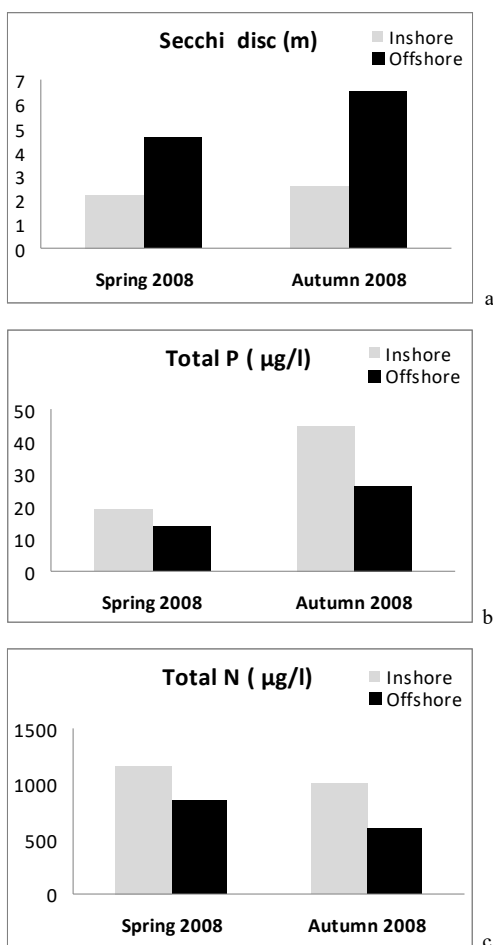 Secchi disc (m)
Inshore
Offshore
7
6
5
4
3
2
1
0
Spring 2008 Autumn 2008
a
Total P ( µg/l)
Inshore
Offshore
50
40
30
20
10
0
Spring 2008 Autumn 2008
b
Total N ( µg/l)
Inshore
Offshore
1500
1000
500
0
Spring 2008 Autumn 2008
c